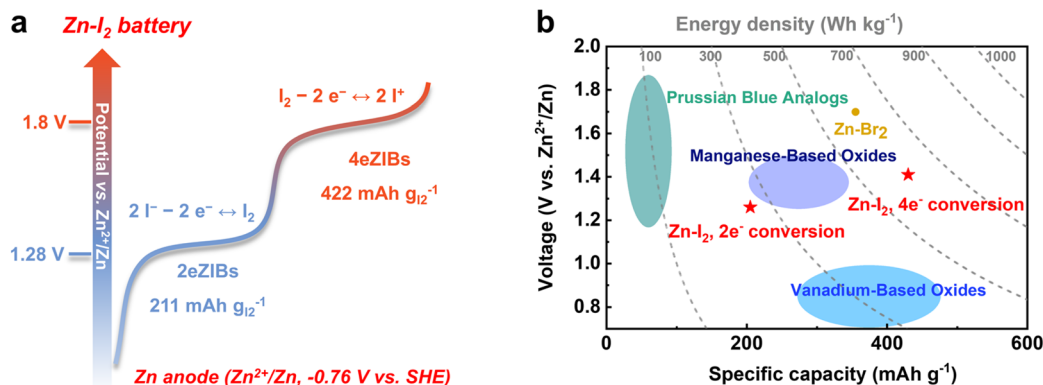 a
Zn-I₂ battery
Potential vs. Zn²⁺/Zn
1.8 V
1.28 V
I₂ − 2 e⁻ ↔ 2 I⁺
4eZIBs
422 mAh g_I2⁻¹
2 I⁻ − 2 e⁻ ↔ I₂
2eZIBs
211 mAh g_I2⁻¹
Zn anode (Zn²⁺/Zn, -0.76 V vs. SHE)
b
Energy density (Wh kg⁻¹)
100 300 500 700 900 1000
Voltage (V vs. Zn²⁺/Zn)
2.0
1.8
1.6
1.4
1.2
1.0
0.8
Prussian Blue Analogs
Zn-Br₂
Manganese-Based Oxides
Zn-I₂, 4e⁻ conversion
Zn-I₂, 2e⁻ conversion
Vanadium-Based Oxides
0 200 400 600
Specific capacity (mAh g⁻¹)